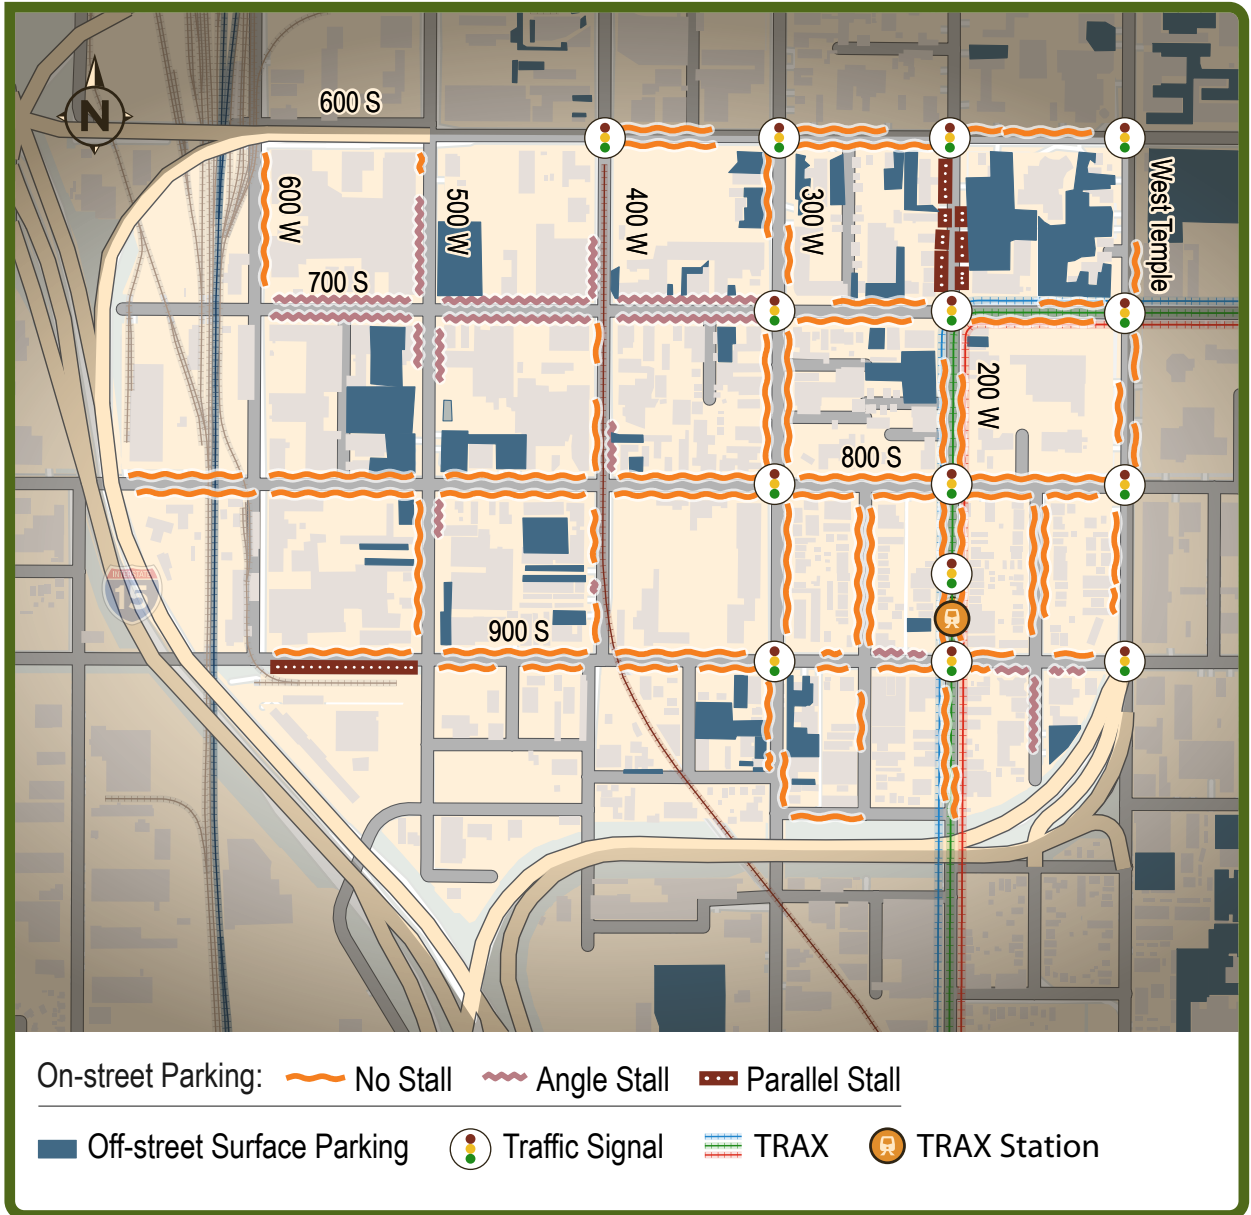 600 S
N
West Temple
600 W
500 W
400 W
300 W
700 S
200 W
800 S
15
900 S
On-street Parking: No Stall Angle Stall Parallel Stall
Off-street Surface Parking Traffic Signal TRAX TRAX Station